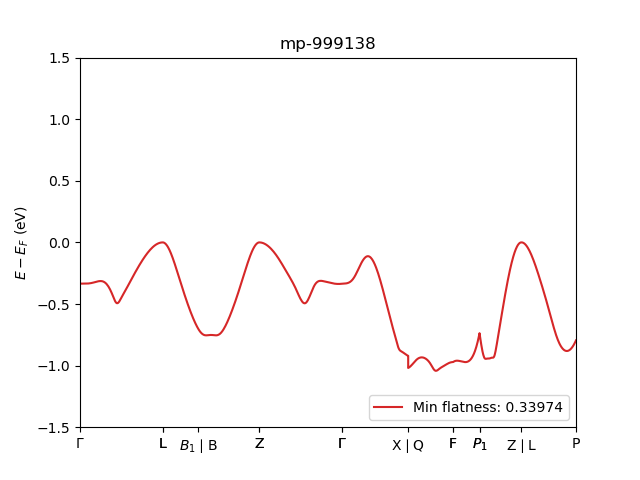 mp-999138
E − E_F (eV)
1.5
1.0
0.5
0.0
−0.5
−1.0
−1.5
Min flatness: 0.33974
Γ L B₁ | B Z Γ X | Q F P₁ Z | L P